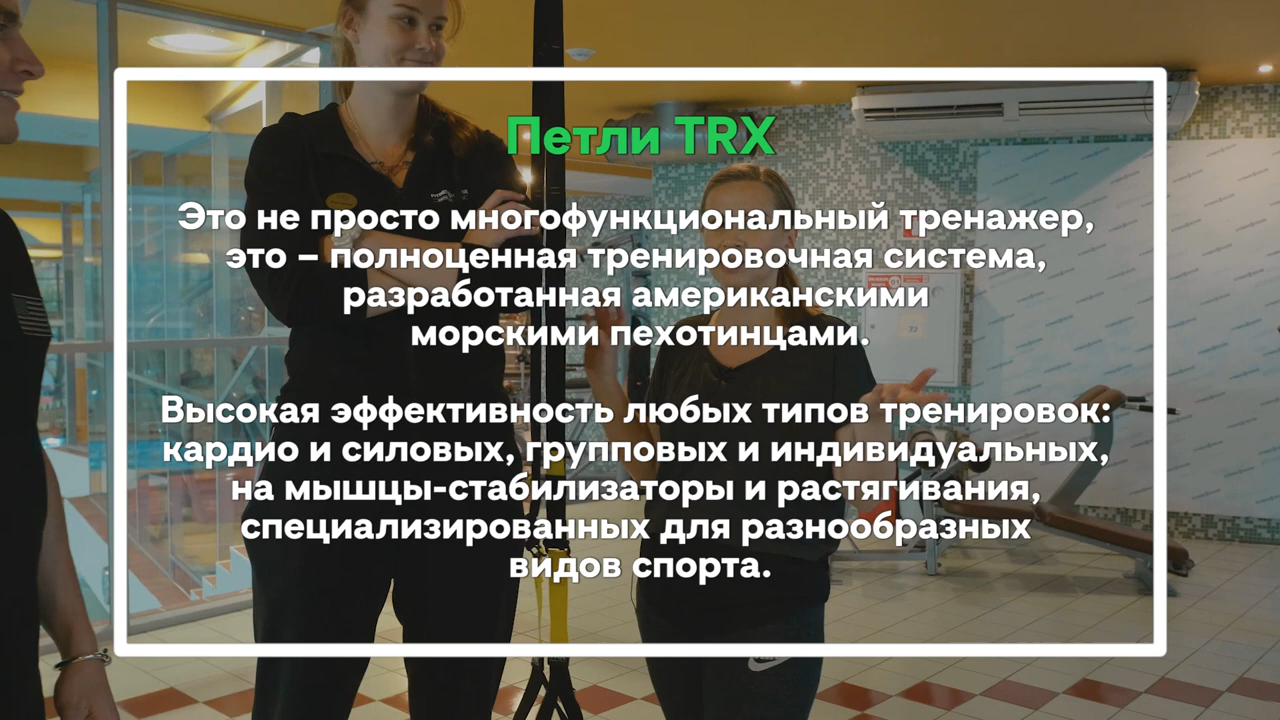 Петли TRX
Это не просто многофункциональный тренажер,
это – полноценная тренировочная система,
разработанная американскими
морскими пехотинцами.
Высокая эффективность любых типов тренировок:
кардио и силовых, групповых и индивидуальных,
на мышцы-стабилизаторы и растягивания,
специализированных для разнообразных
видов спорта.